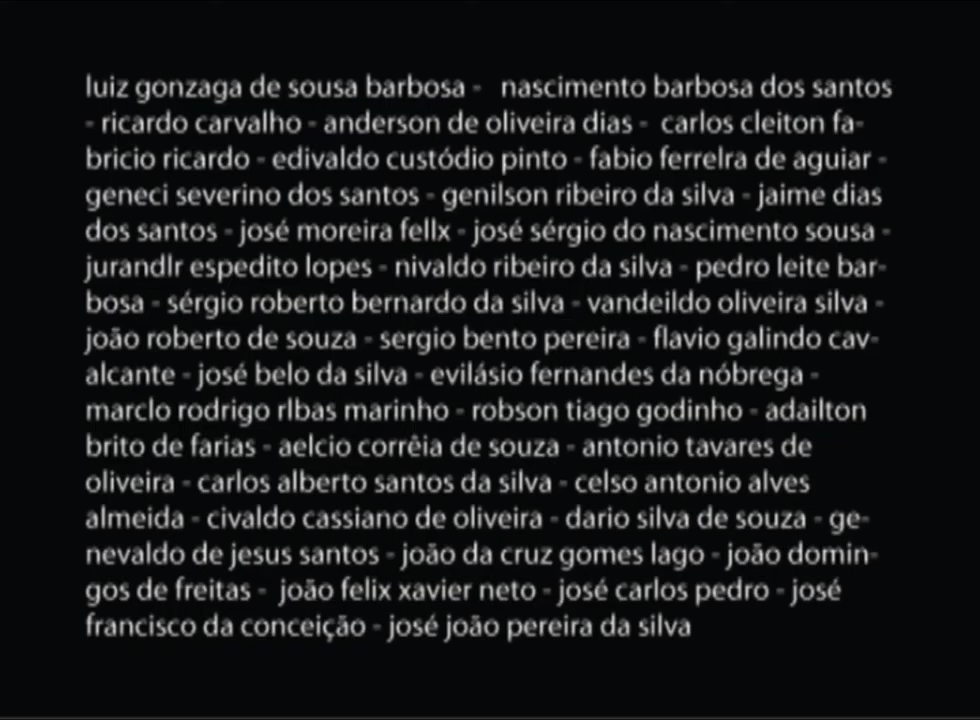 luiz gonzaga de sousa barbosa - nascimento barbosa dos santos
- ricardo carvalho - anderson de oliveira dias - carlos cleiton fa-
bricio ricardo - edivaldo custódio pinto - fabio ferrelra de aguiar -
geneci severino dos santos - genilson ribeiro da silva - jaime dias
dos santos - josé moreira fellx - josé sérgio do nascimento sousa -
jurandlr espedito lopes - nivaldo ribeiro da silva - pedro leite bar-
bosa - sérgio roberto bernardo da silva - vandeildo oliveira silva -
joão roberto de souza - sergio bento pereira - flavio galindo cav-
alcante - josé belo da silva - evilásio fernandes da nóbrega -
marclo rodrigo rlbas marinho - robson tiago godinho - adailton
brito de farias - aelcio corrêia de souza - antonio tavares de
oliveira - carlos alberto santos da silva - celso antonio alves
almeida - civaldo cassiano de oliveira - dario silva de souza - ge-
nevaldo de jesus santos - joão da cruz gomes lago - joão domin-
gos de freitas - joão felix xavier neto - josé carlos pedro - josé
francisco da conceição - josé joão pereira da silva